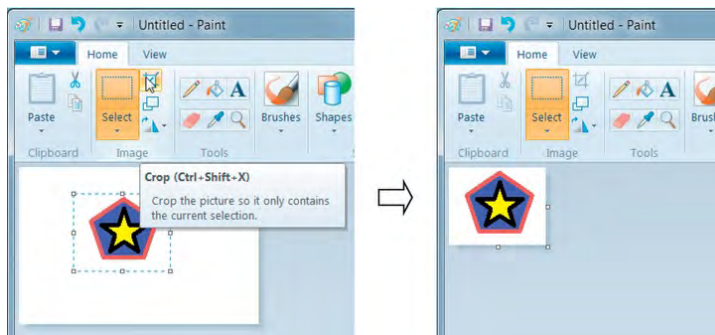 Untitled - Paint
Home View
Paste
Select
A
Brushes
Shapes
Clipboard
Image
Tools
Crop (Ctrl+Shift+X)
Crop the picture so it only contains
the current selection.
Untitled - Paint
Home View
Paste
Select
A
Brus
Clipboard
Image
Tools